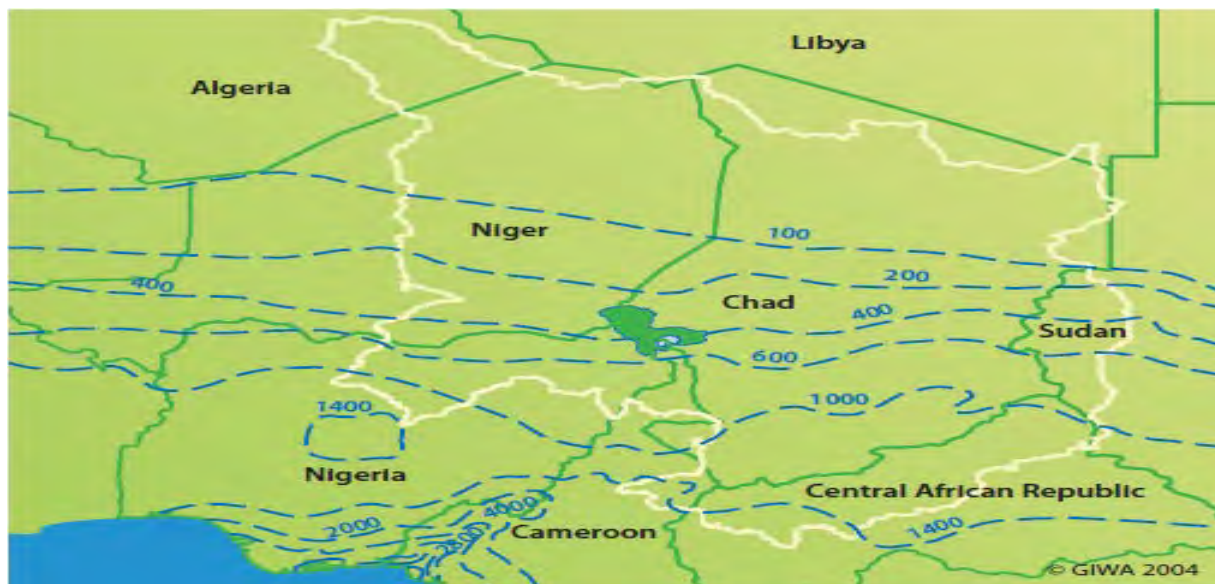 Libya
Algeria
Niger
100
200
400
Chad
400
Sudan
600
1400
1000
Nigeria
Central African Republic
4000
2000
1400
Cameroon
2800
© GIWA 2004